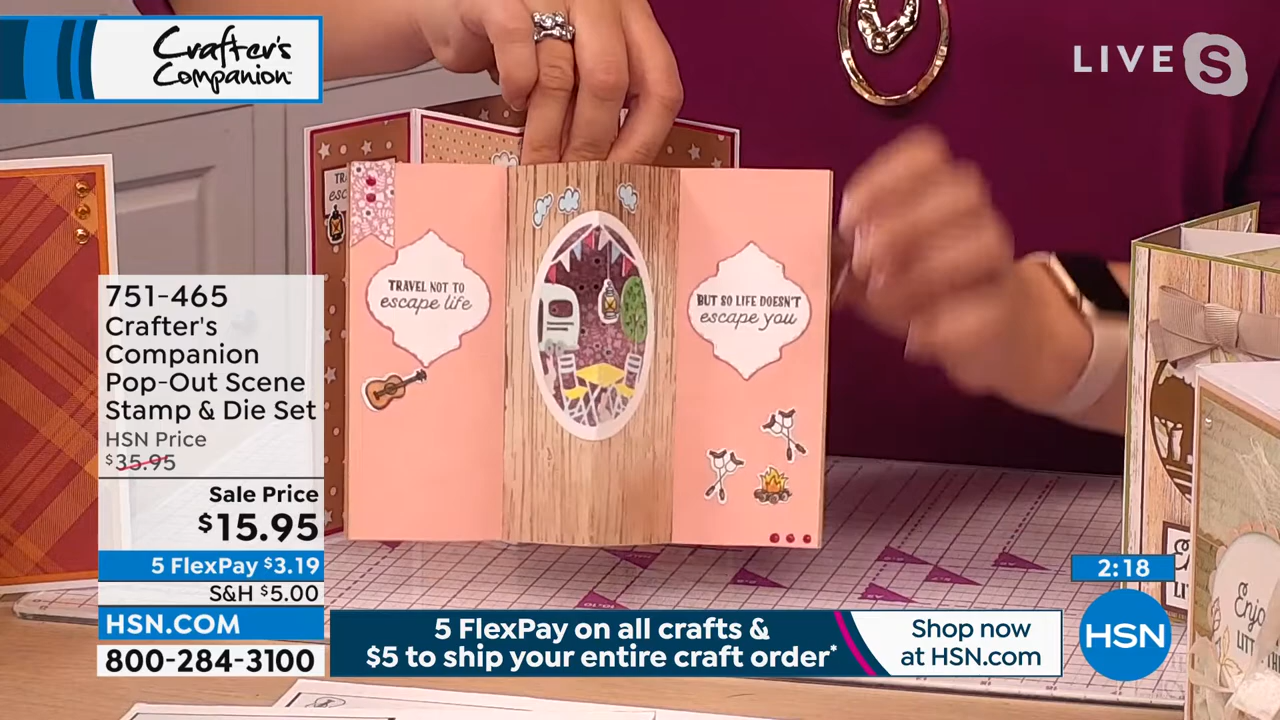 Crafter's
Companion
LIVE S
751-465
Crafter's
Companion
Pop-Out Scene
Stamp & Die Set
HSN Price
$35.95
Sale Price
$15.95
5 FlexPay $3.19
S&H $5.00
HSN.COM
800-284-3100
TRAVEL NOT TO
escape life
BUT SO LIFE DOESN'T
escape you
2:18
5 FlexPay on all crafts &
$5 to ship your entire craft order*
Shop now
at HSN.com
HSN